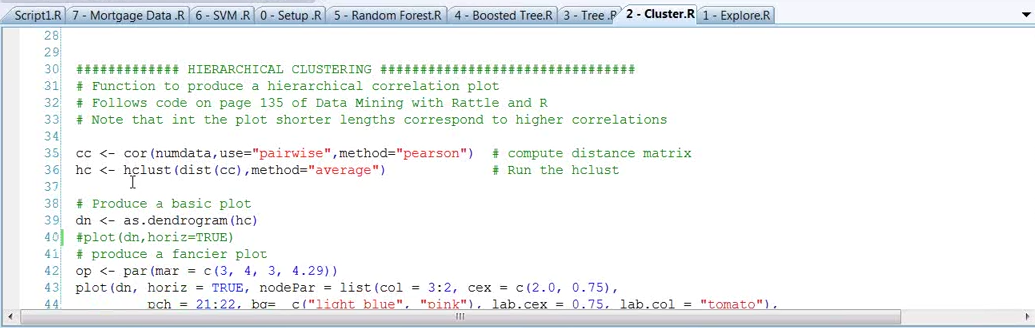 Script1.R 7 - Mortgage Data .R 6 - SVM .R 0 - Setup .R 5 - Random Forest.R 4 - Boosted Tree.R 3 - Tree .R 2 - Cluster.R 1 - Explore.R
28
29
30 ############# HIERARCHICAL CLUSTERING ################################
31 # Function to produce a hierarchical correlation plot
32 # Follows code on page 135 of Data Mining with Rattle and R
33 # Note that int the plot shorter lengths correspond to higher correlations
34
35 cc <- cor(numdata,use="pairwise",method="pearson") # compute distance matrix
36 hc <- hclust(dist(cc),method="average") # Run the hclust
37
38 # Produce a basic plot
39 dn <- as.dendrogram(hc)
40 #plot(dn,horiz=TRUE)
41 # produce a fancier plot
42 op <- par(mar = c(3, 4, 3, 4.29))
43 plot(dn, horiz = TRUE, nodePar = list(col = 3:2, cex = c(2.0, 0.75),
44 pch = 21:22, bg= c("light blue", "pink"), lab.cex = 0.75, lab.col = "tomato"),